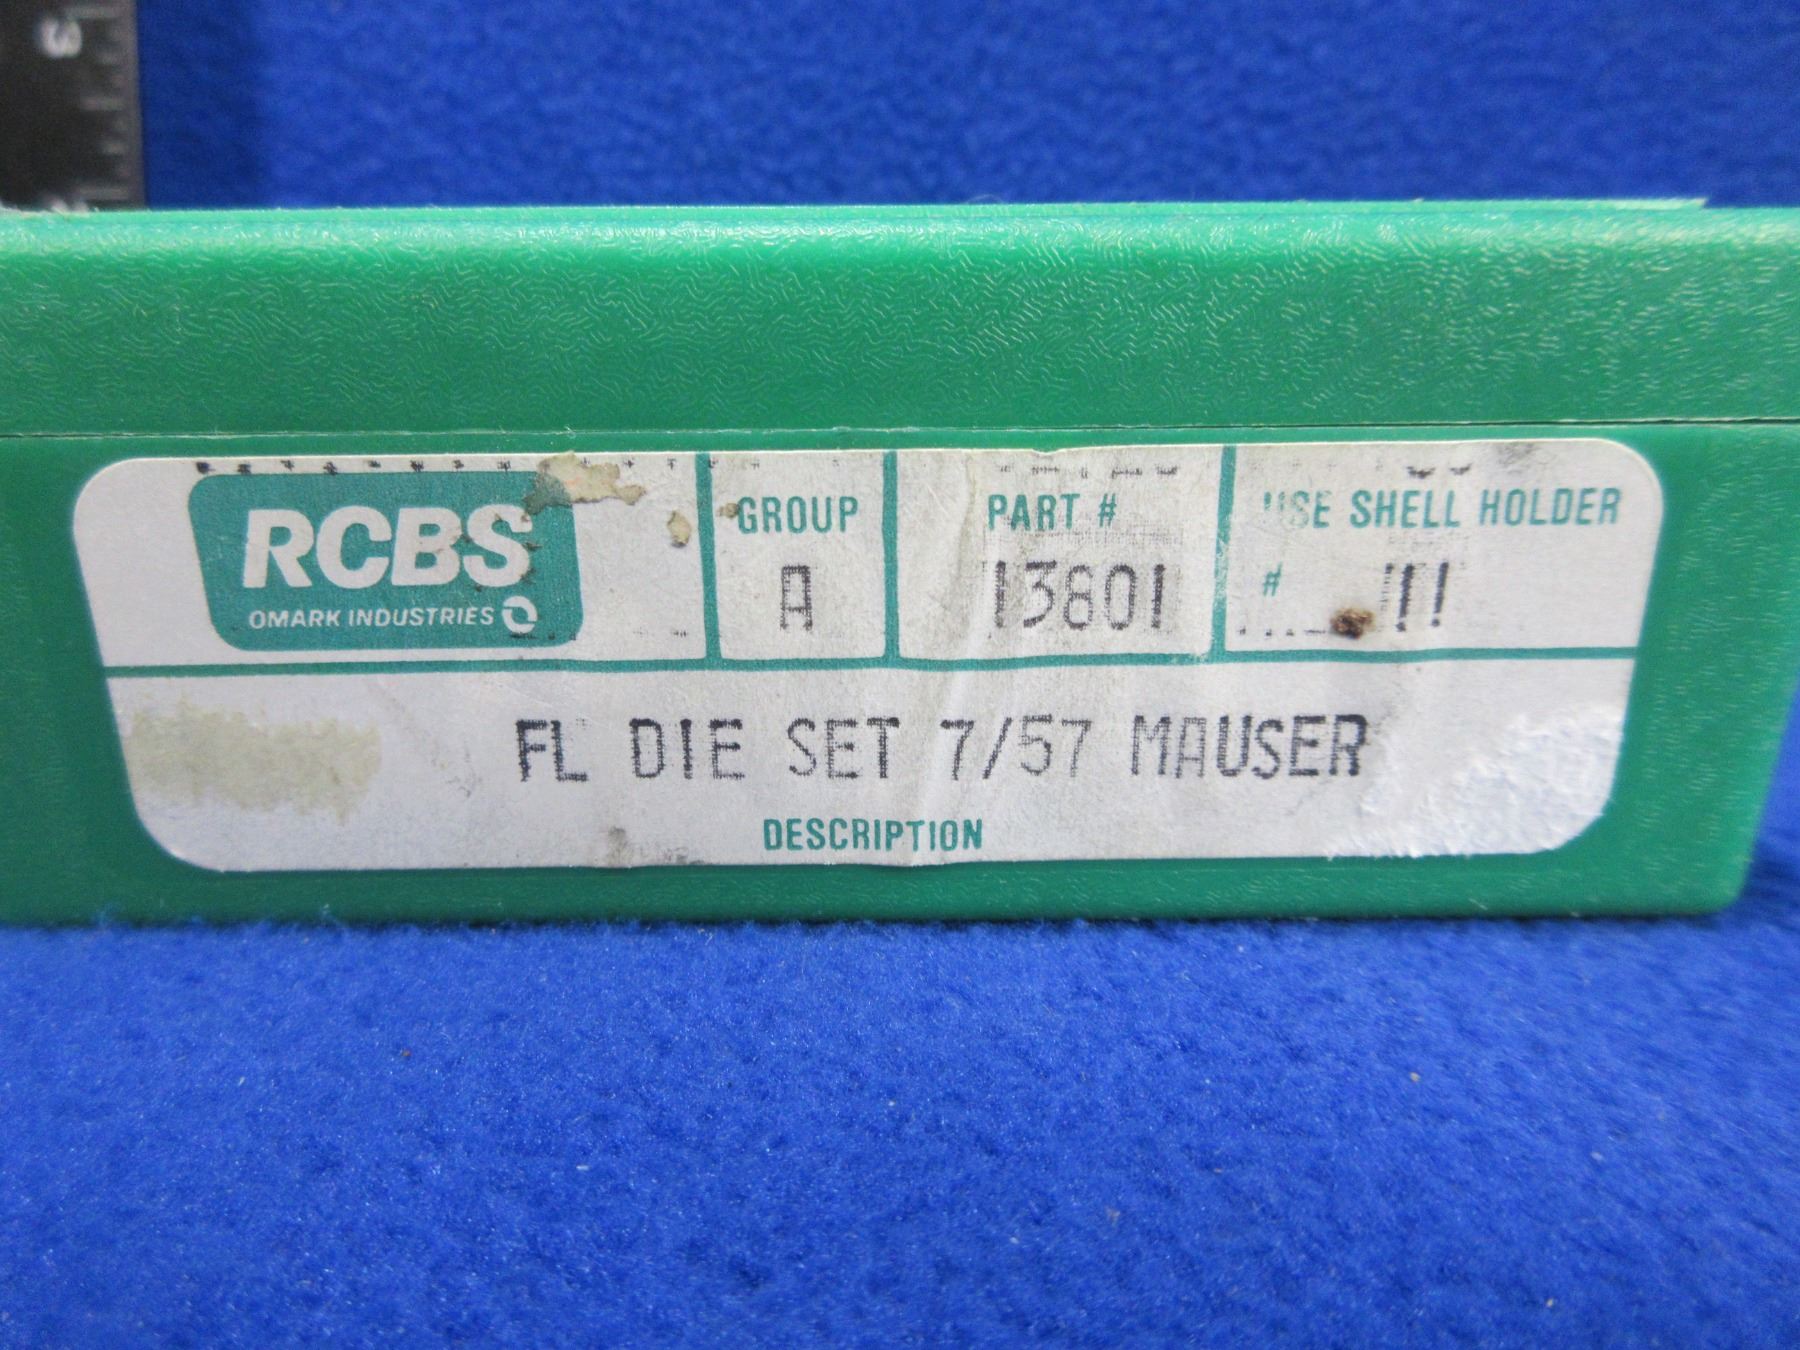 RCBS
OMARK INDUSTRIES
GROUP
A
PART #
13601
USE SHELL HOLDER
# 11
FL DIE SET 7/57 MAUSER
DESCRIPTION